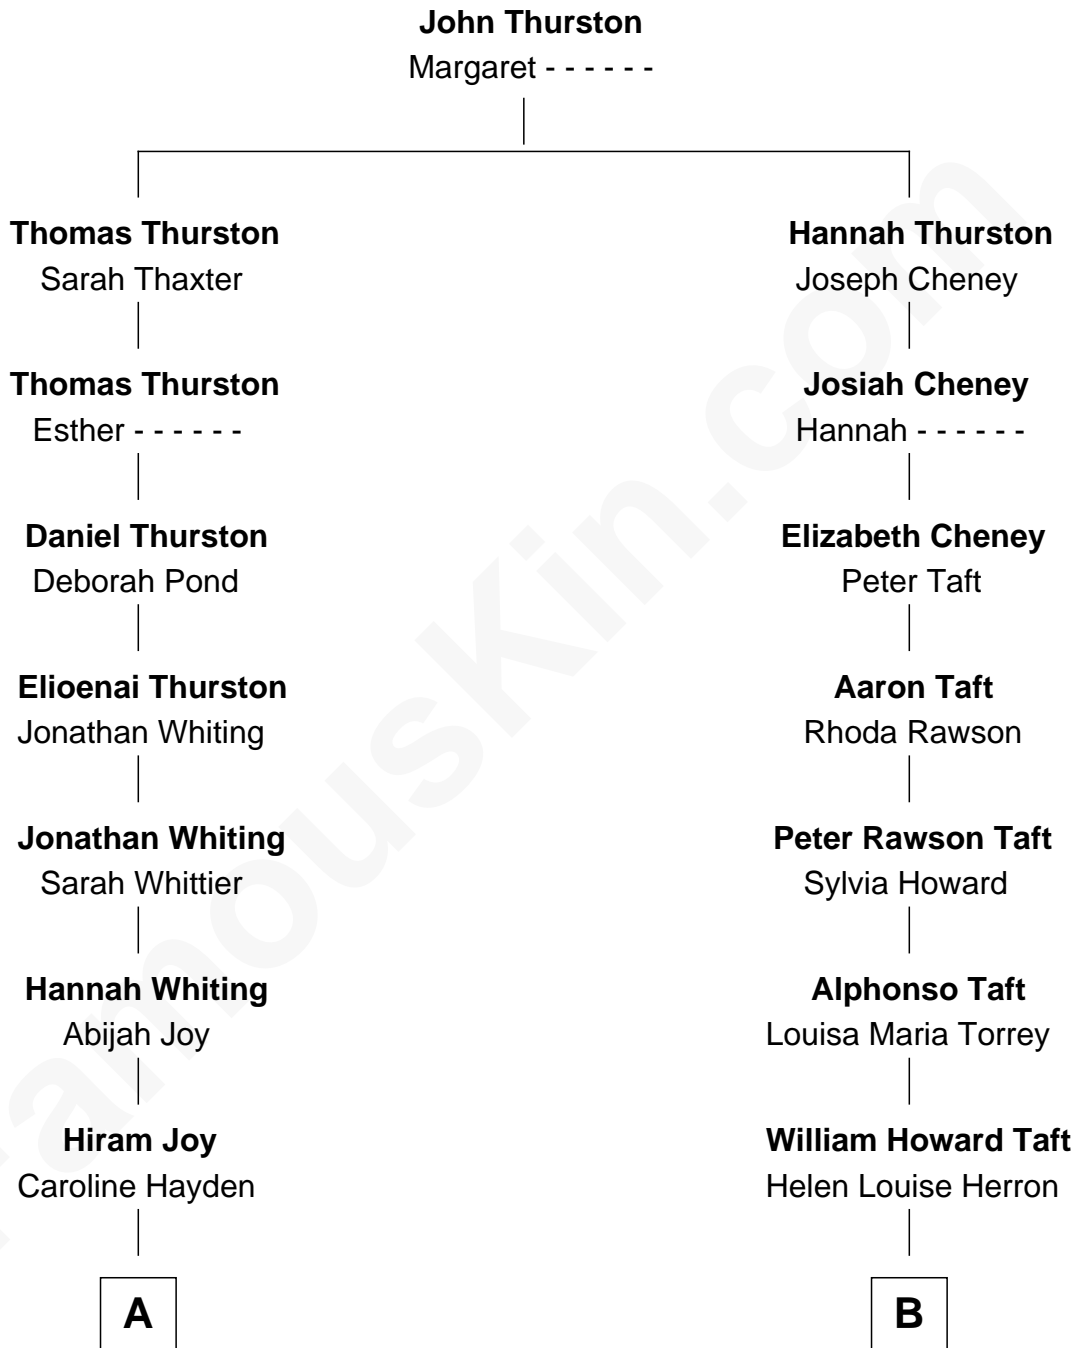 John Thurston
Margaret - - - - - -
Thomas Thurston
Sarah Thaxter
Hannah Thurston
Joseph Cheney
Thomas Thurston
Esther - - - - - -
Josiah Cheney
Hannah - - - - - -
Daniel Thurston
Deborah Pond
Elizabeth Cheney
Peter Taft
Elioenai Thurston
Jonathan Whiting
Aaron Taft
Rhoda Rawson
Jonathan Whiting
Sarah Whittier
Peter Rawson Taft
Sylvia Howard
Hannah Whiting
Abijah Joy
Alphonso Taft
Louisa Maria Torrey
Hiram Joy
Caroline Hayden
William Howard Taft
Helen Louise Herron
A
B
FamousKin.com